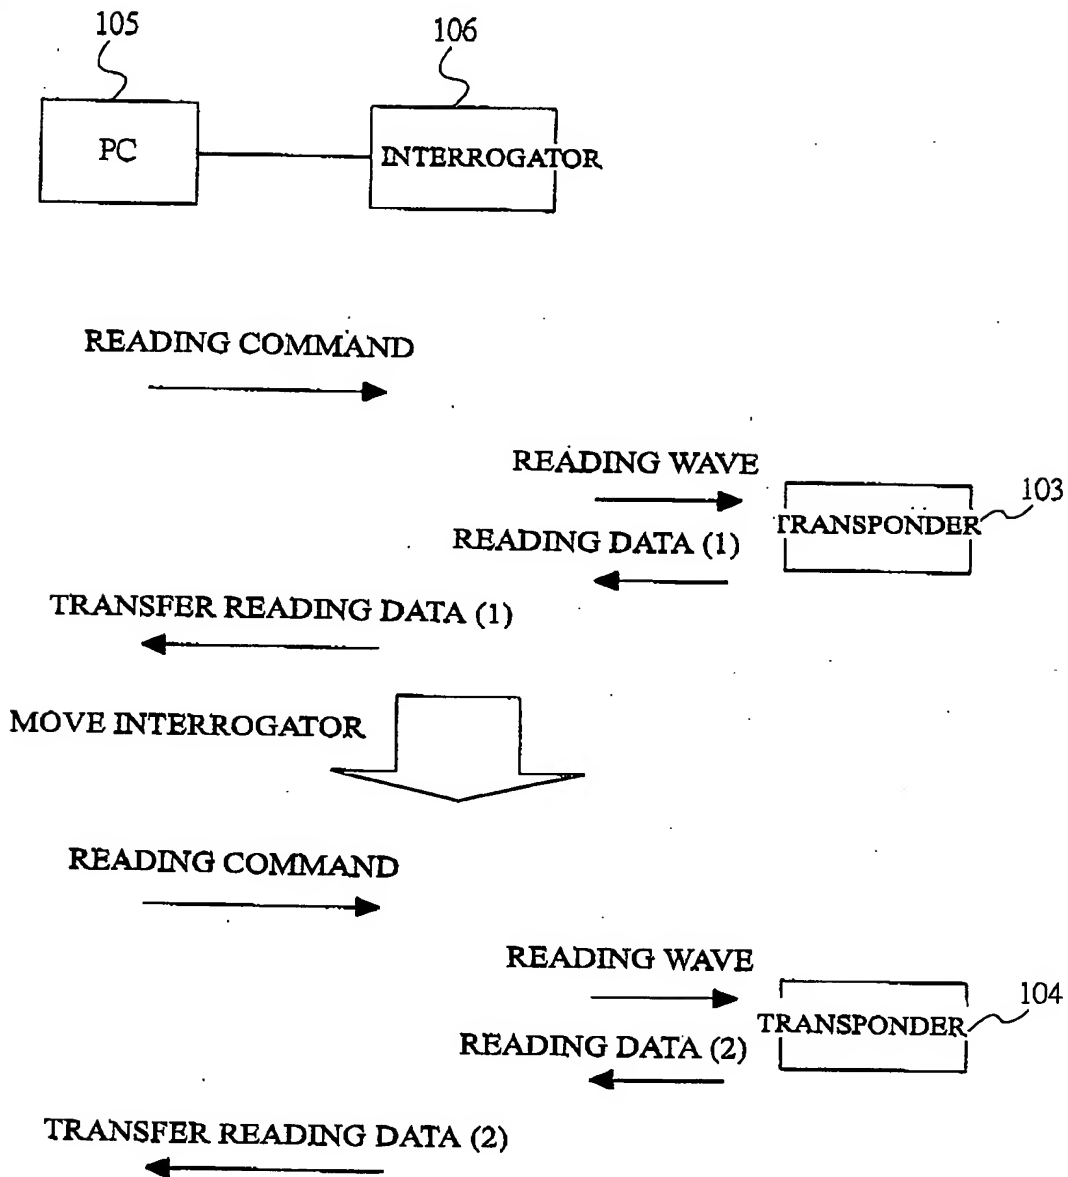 105
106
PC
INTERROGATOR
READING COMMAND
READING WAVE
103
TRANSPONDER
READING DATA (1)
TRANSFER READING DATA (1)
MOVE INTERROGATOR
READING COMMAND
READING WAVE
104
TRANSPONDER
READING DATA (2)
TRANSFER READING DATA (2)